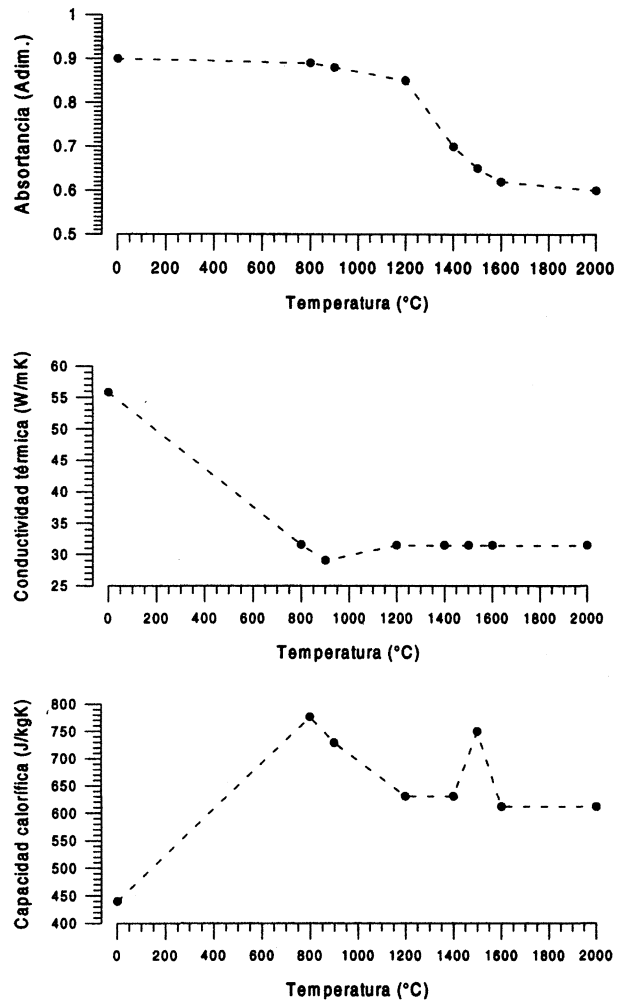 Absortancia (Adim.)
1
0.9
0.8
0.7
0.6
0.5
0 200 400 600 800 1000 1200 1400 1600 1800 2000
Temperatura (°C)
Conductividad térmica (W/mK)
60
55
50
45
40
35
30
25
0 200 400 600 800 1000 1200 1400 1600 1800 2000
Temperatura (°C)
Capacidad calorífica (J/kgK)
800
750
700
650
600
550
500
450
400
0 200 400 600 800 1000 1200 1400 1600 1800 2000
Temperatura (°C)